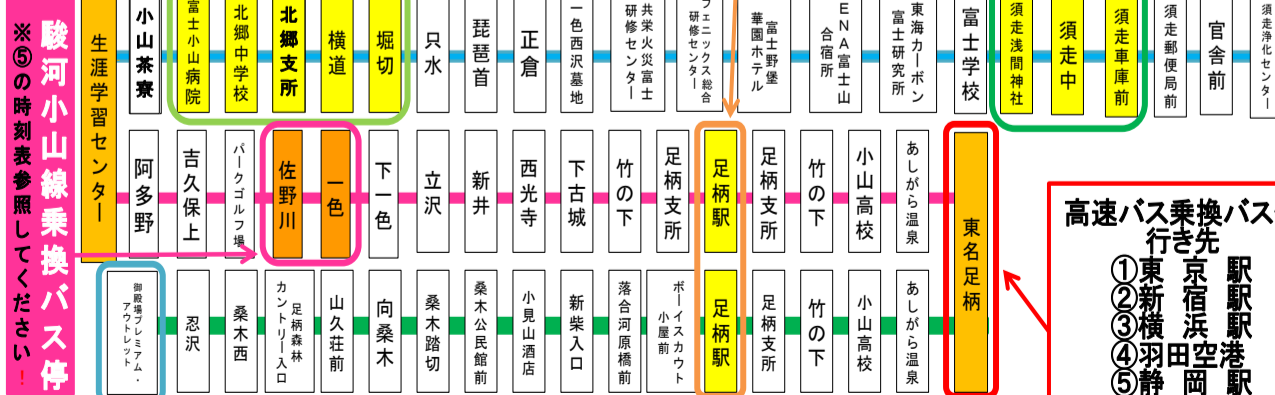 駿河小山線乗換バス停
※⑤の時刻表参照してください！
生涯学習センター
小山茶寮
富士小山病院
北郷中学校
北郷支所
横道
堀切
只水
琵琶首
正倉
一色西沢墓地
共栄火災富士
研修センター
フェニックス総合
研修センター
富士野堡
華園ホテル
ENA富士山
合宿所
東海カーボン
富士研究所
富士学校
須走浅間神社
須走中
須走車庫前
須走郵便局前
官舎前
須走浄化センター
阿多野
吉久保上
パークゴルフ場
佐野川
一色
下一色
立沢
新井
西光寺
下古城
竹の下
足柄支所
足柄駅
足柄支所
竹の下
小山高校
あしがら温泉
東名足柄
御殿場プレミアム・
アウトレット
忍沢
桑木西
足柄森林
カントリー入口
山久荘前
向桑木
桑木踏切
桑木公民館前
小見山酒店
新柴入口
落合河原橋前
ボーイスカウト
小屋前
足柄駅
足柄支所
竹の下
小山高校
あしがら温泉
高速バス乗換バス
行き先
①東京駅
②新宿駅
③横浜駅
④羽田空港
⑤静岡駅